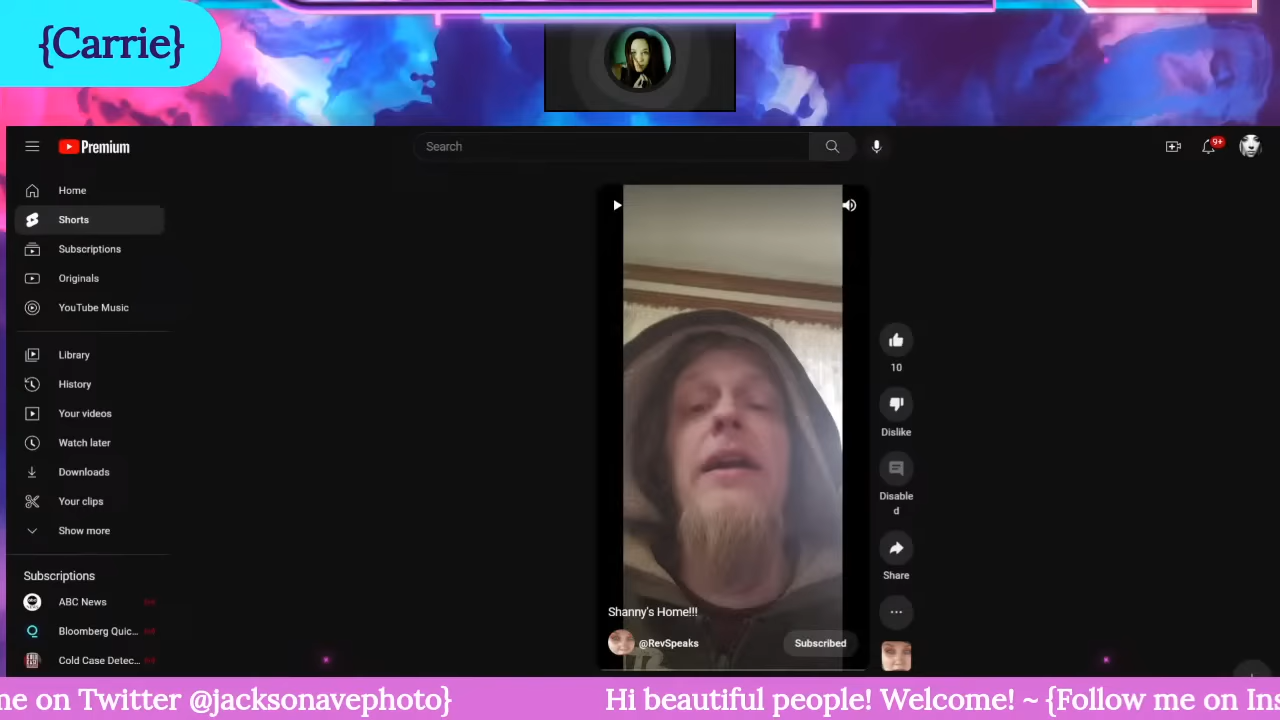 {Carrie}
Premium
Search
9+
Home
Shorts
Subscriptions
Originals
YouTube Music
Library
History
Your videos
Watch later
Downloads
Your clips
Show more
Subscriptions
ABC News
Bloomberg Quic...
Cold Case Detec...
10
Dislike
Disable
d
Share
Shanny's Home!!!
@RevSpeaks
Subscribed
me on Twitter @jacksonavephoto} Hi beautiful people! Welcome! ~ {Follow me on Ins